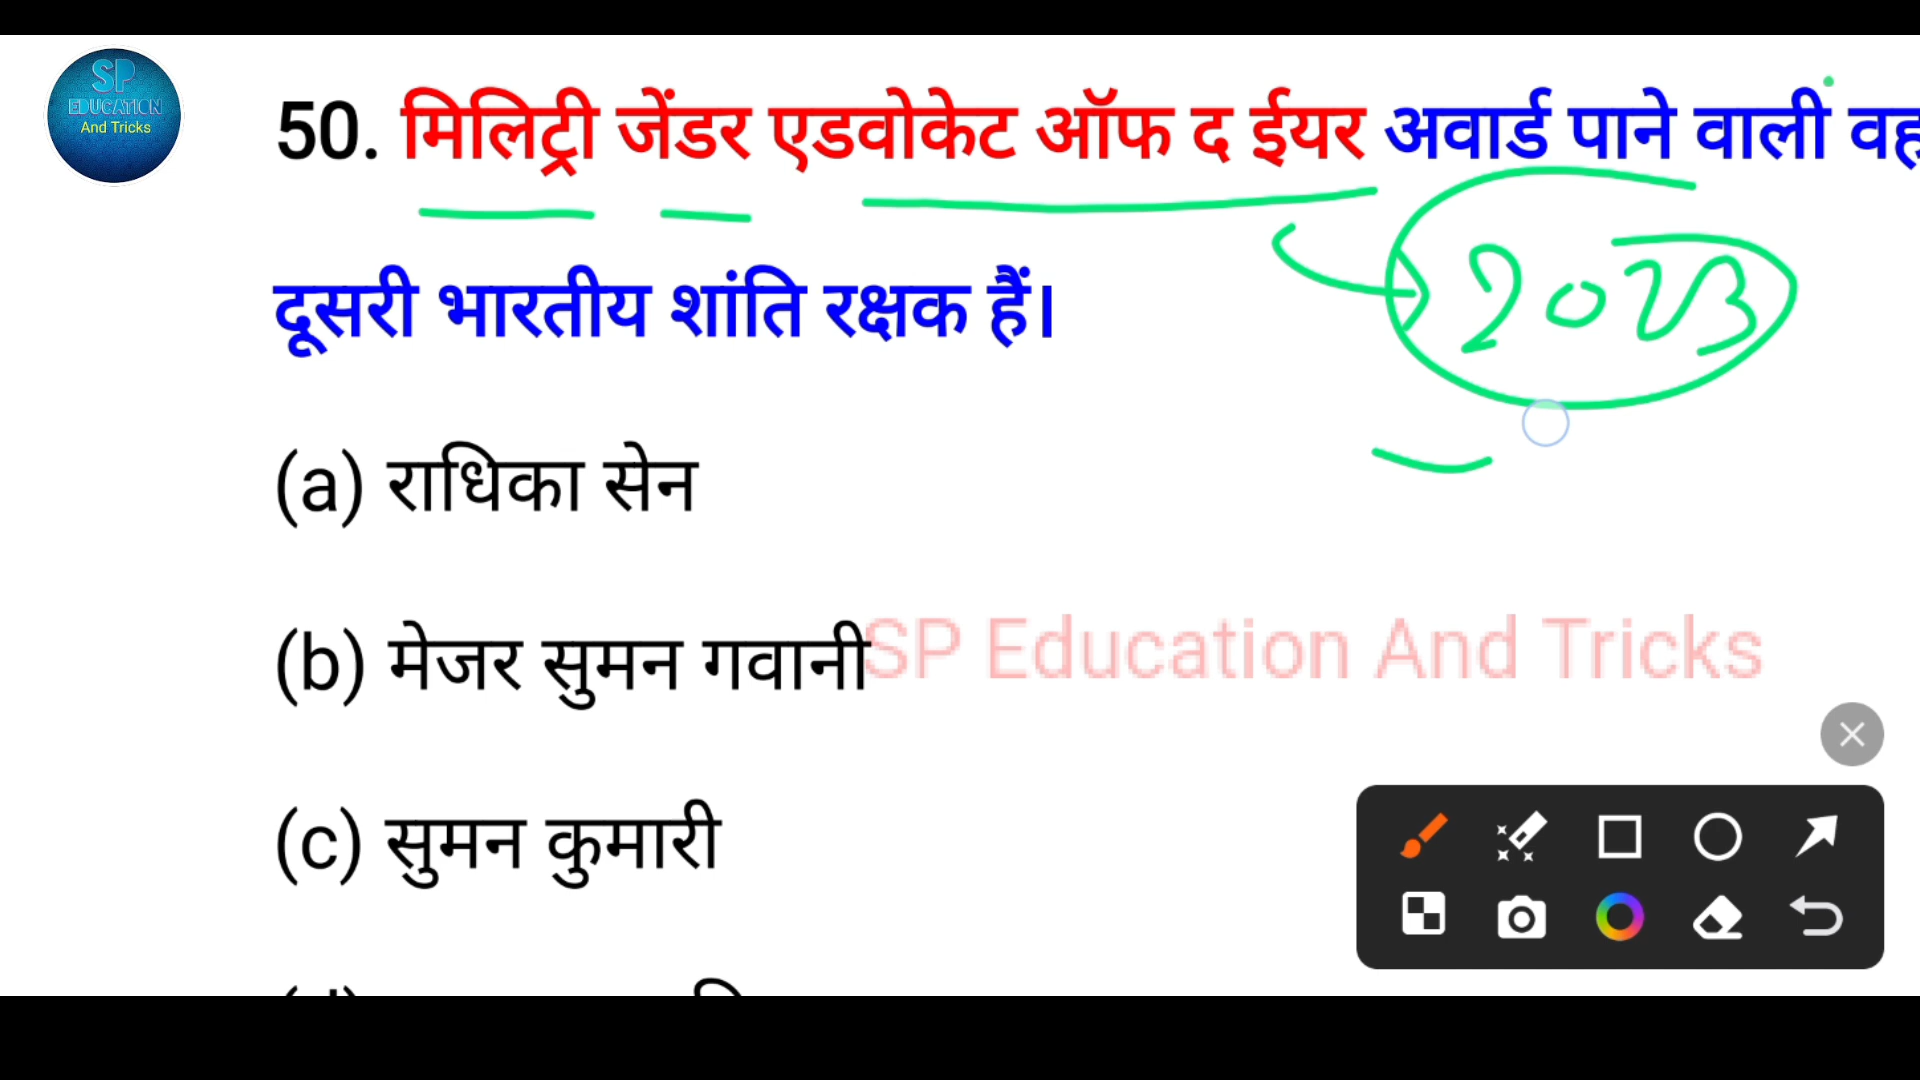 SP
EDUCATION
And Tricks
50. मिलिट्री जेंडर एडवोकेट ऑफ द ईयर अवार्ड पाने वाली वह
दूसरी भारतीय शांति रक्षक हैं।
2023
(a) राधिका सेन
(b) मेजर सुमन गवानी
SP Education And Tricks
(c) सुमन कुमारी